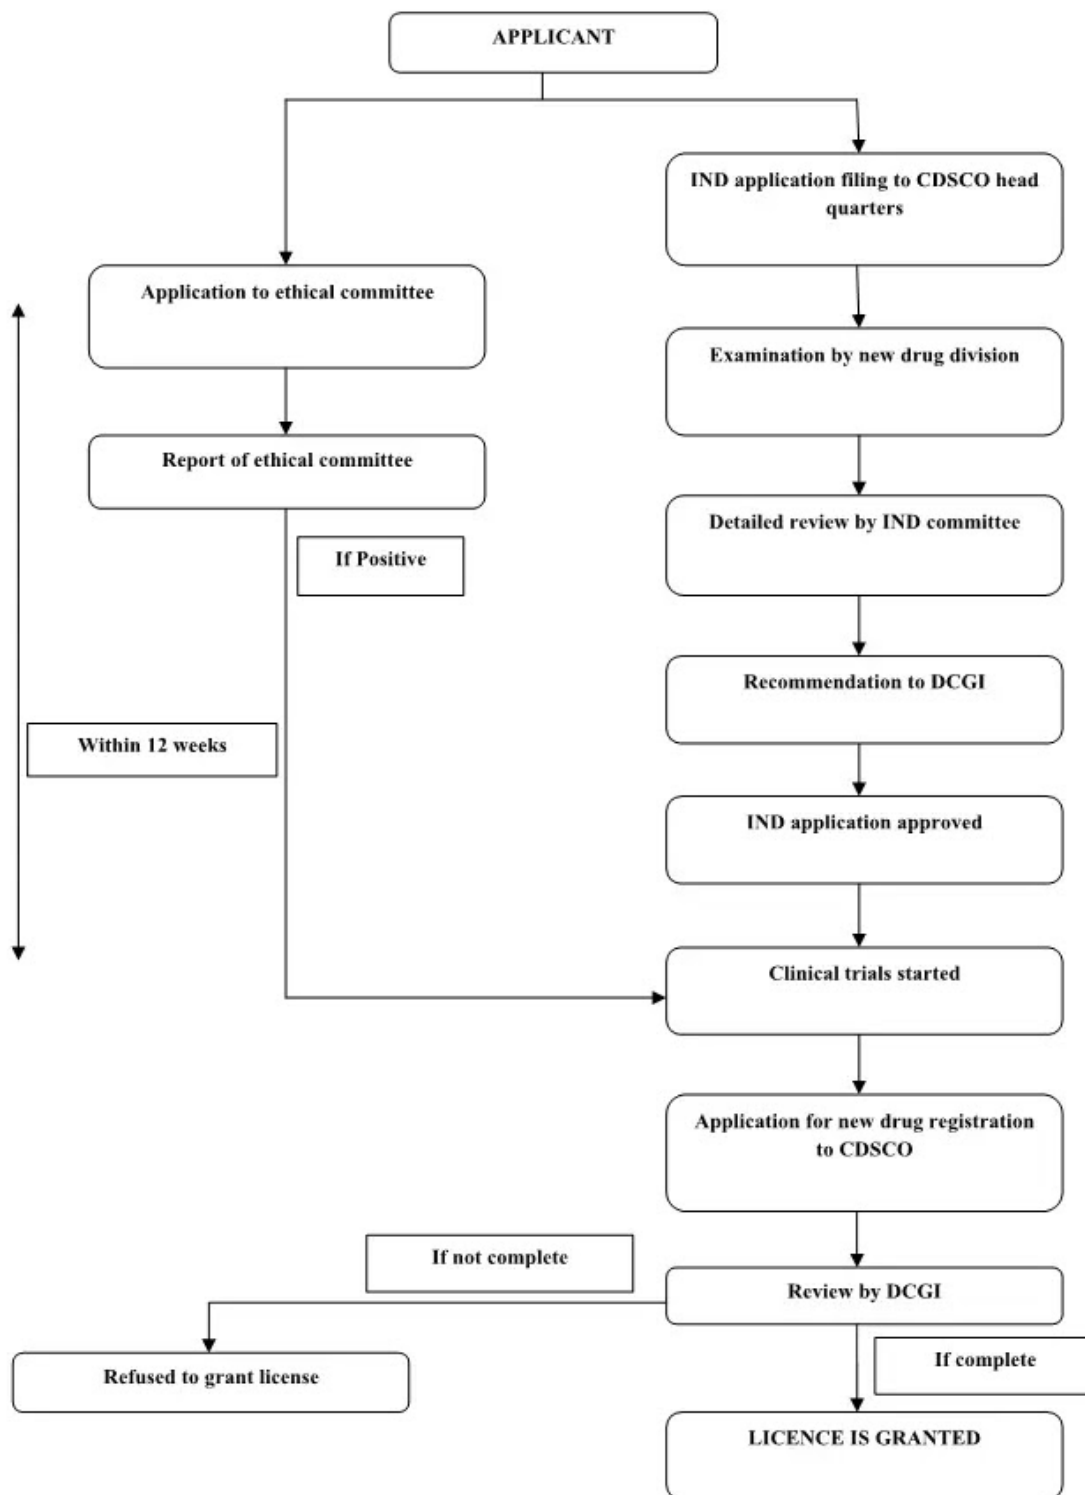 APPLICANT
IND application filing to CDSCO head
quarters
Application to ethical committee
Examination by new drug division
Report of ethical committee
Detailed review by IND committee
If Positive
Recommendation to DCGI
Within 12 weeks
IND application approved
Clinical trials started
Application for new drug registration
to CDSCO
If not complete
Review by DCGI
If complete
Refused to grant license
LICENCE IS GRANTED